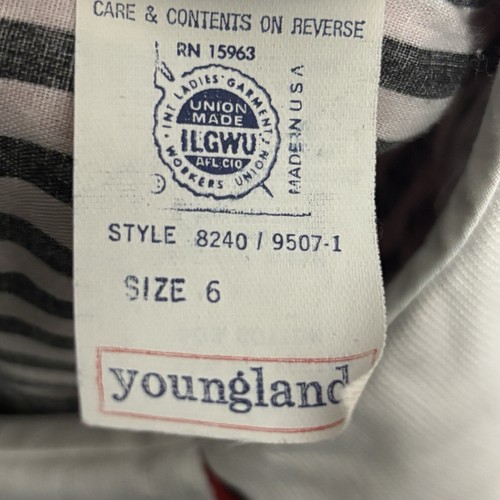 CARE & CONTENTS ON REVERSE
RN 15963
INT LADIES' GARMENT
UNION
MADE
ILGWU
AFL.CIO
WORKERS UNION
MADE IN USA
STYLE 8240 / 9507-1
SIZE 6
youngland